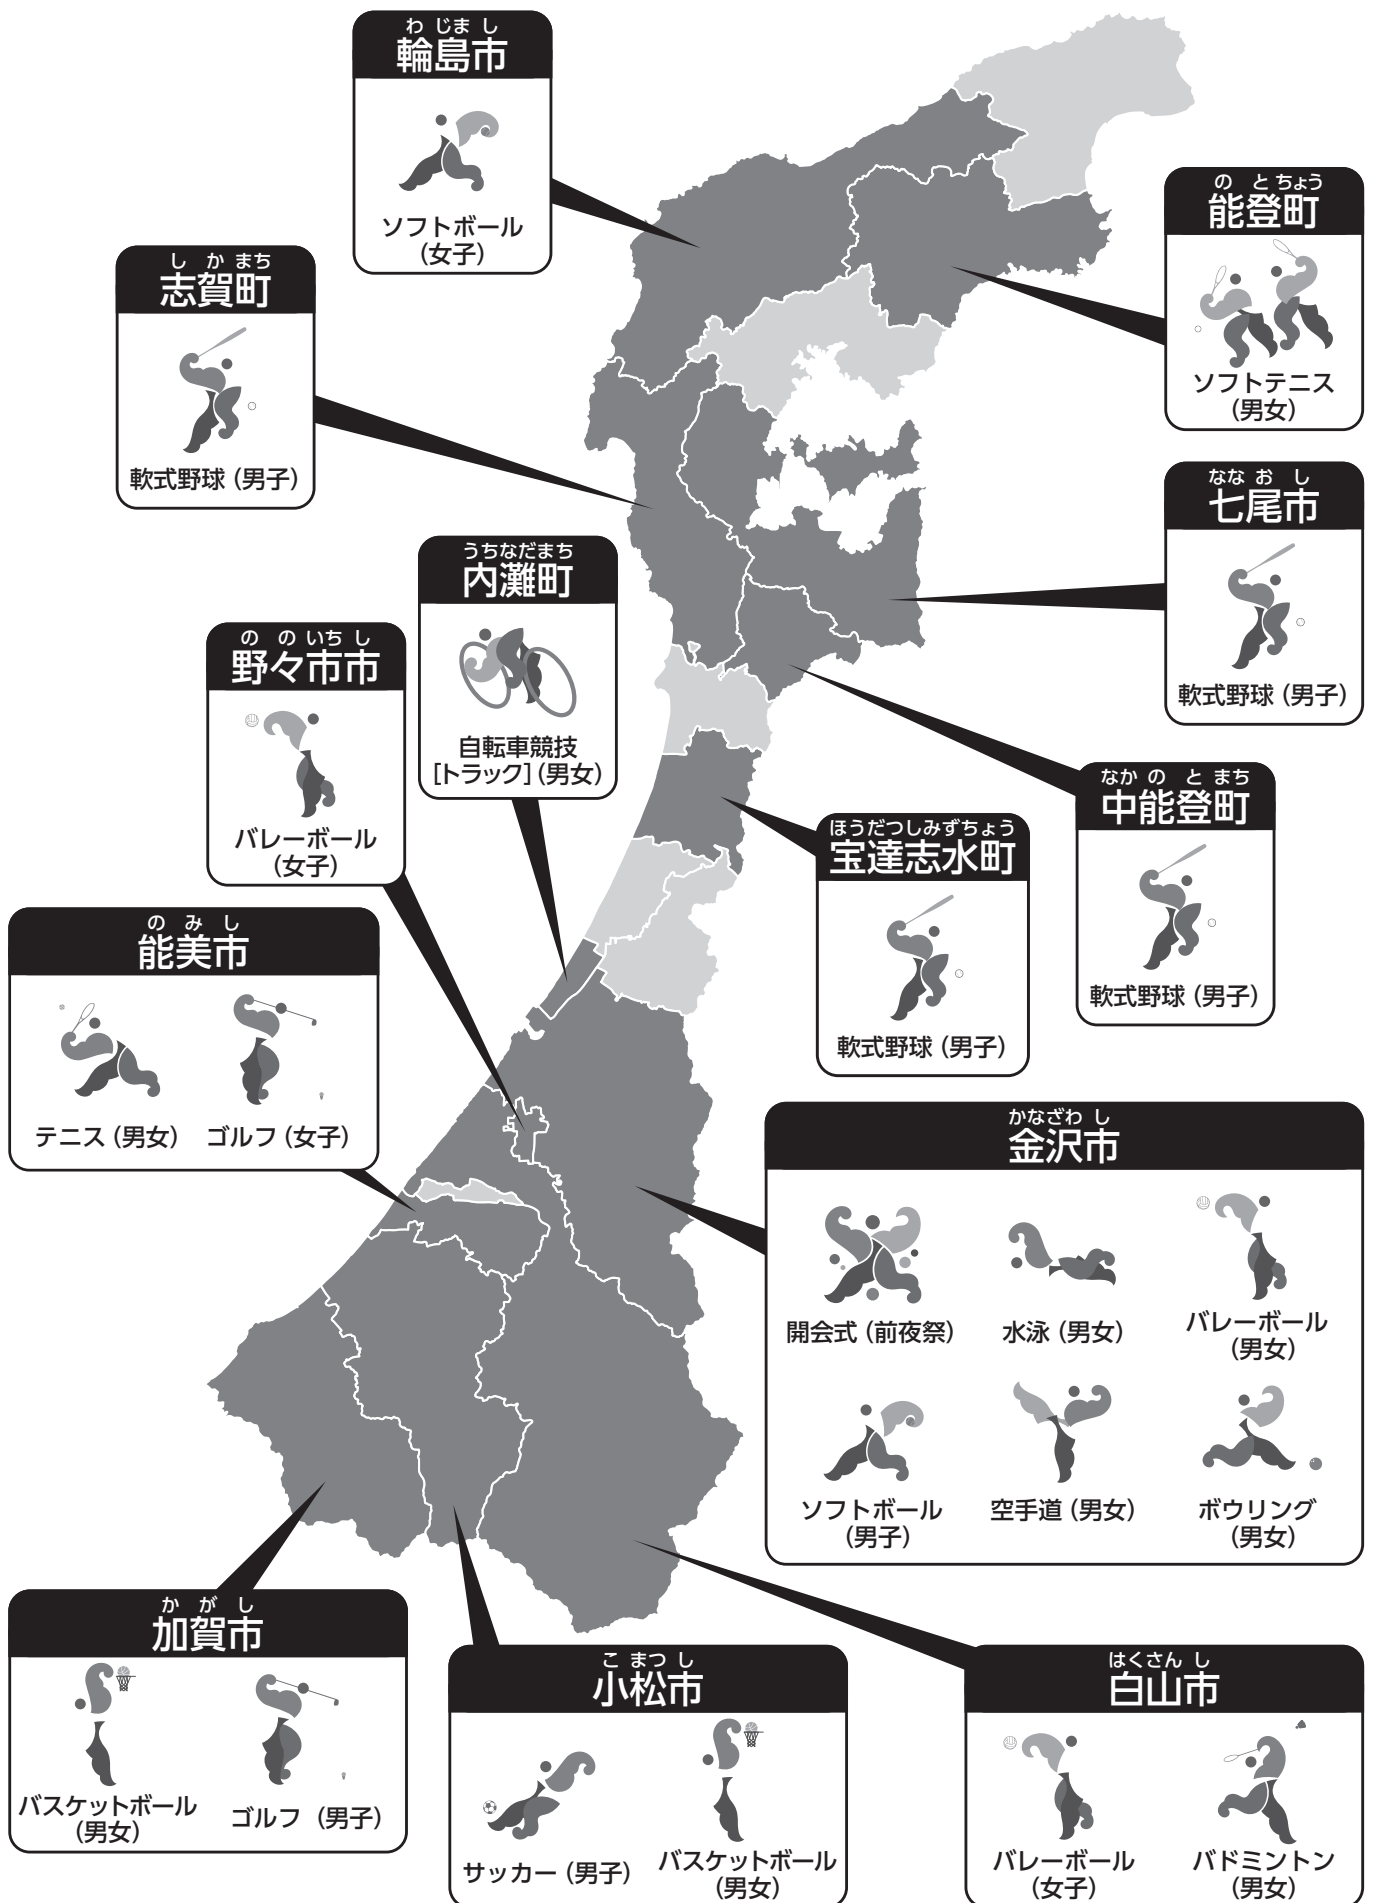 わ じま し
輪島市
ソフトボール
(女子)
の とちょう
能登町
ソフトテニス
(男女)
し か まち
志賀町
軟式野球 (男子)
なな お し
七尾市
軟式野球 (男子)
うちなだまち
内灘町
自転車競技
[トラック] (男女)
の の いち し
野々市市
バレーボール
(女子)
なか の と まち
中能登町
軟式野球 (男子)
ほうだつしみずちょう
宝達志水町
軟式野球 (男子)
の み し
能美市
テニス (男女)
ゴルフ (女子)
かなざわ し
金沢市
開会式 (前夜祭)
水泳 (男女)
バレーボール
(男女)
ソフトボール
(男子)
空手道 (男女)
ボウリング
(男女)
か が し
加賀市
バスケットボール
(男女)
ゴルフ (男子)
こ まつ し
小松市
サッカー (男子)
バスケットボール
(男女)
はくさん し
白山市
バレーボール
(女子)
バドミントン
(男女)